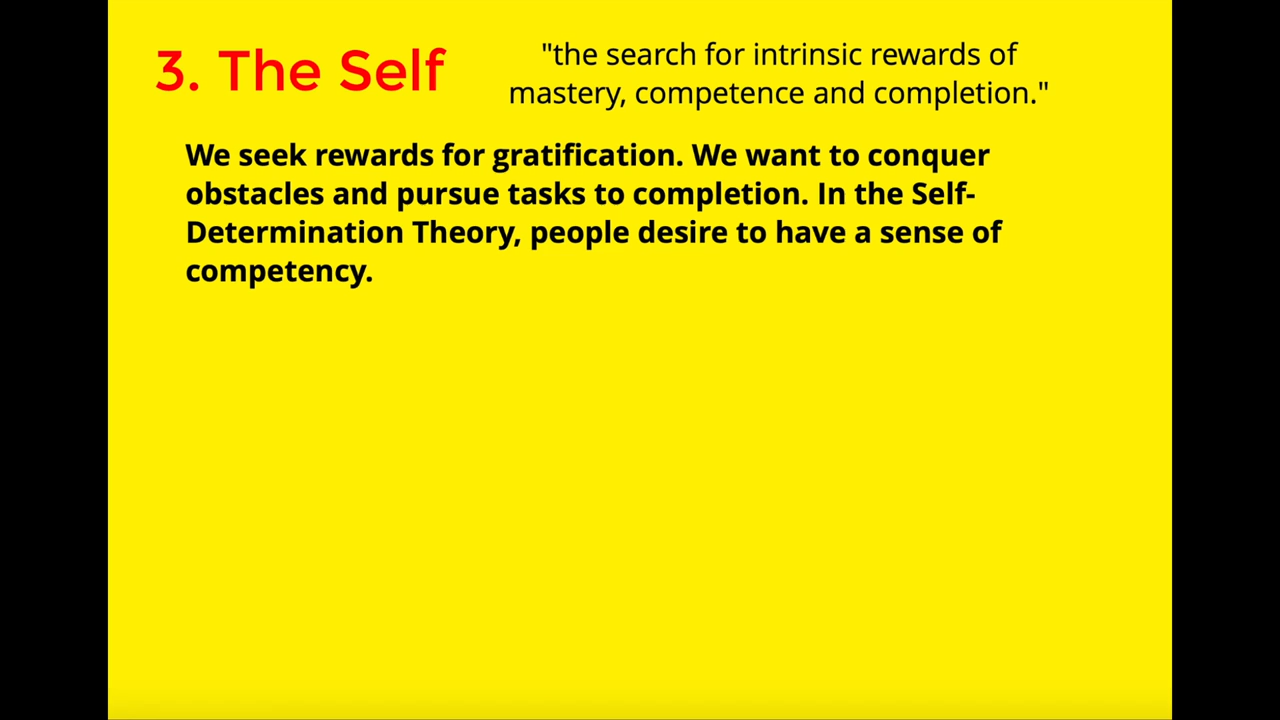 3. The Self
"the search for intrinsic rewards of
mastery, competence and completion."
We seek rewards for gratification. We want to conquer
obstacles and pursue tasks to completion. In the Self-
Determination Theory, people desire to have a sense of
competency.